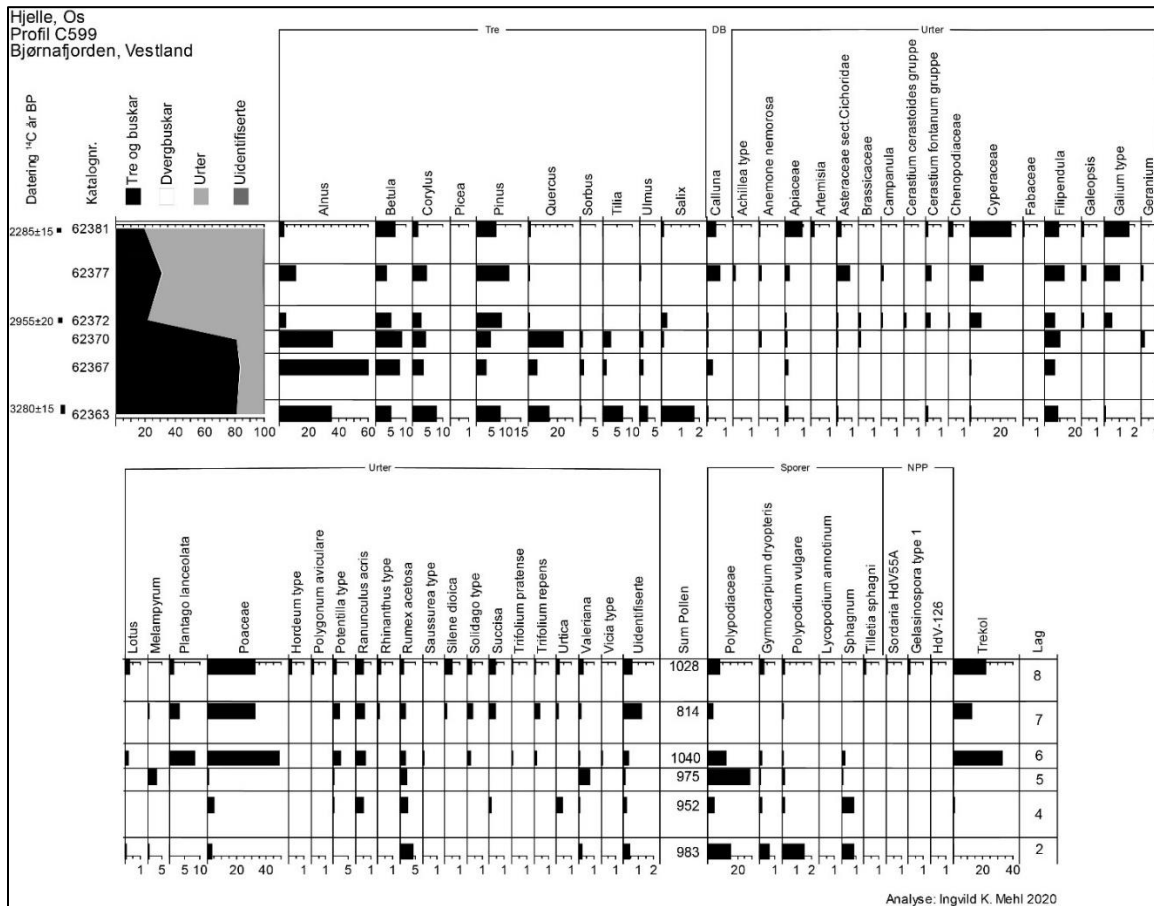 Hjelle, Os
Profil C599
Bjørnafjorden, Vestland
Tre
DB
Urter
Datering ¹⁴C år BP
Katalognr.
Tre og buskar
Dvergbuskar
Urter
Uidentifiserte
Alnus
Betula
Corylus
Picea
Pinus
Quercus
Sorbus
Tilia
Ulmus
Salix
Calluna
Achillea type
Anemone nemorosa
Apiaceae
Artemisia
Asteraceae sect.Cichoridae
Brassicaceae
Campanula
Cerastium cerastoides gruppe
Cerastium fontanum gruppe
Chenopodiaceae
Cyperaceae
Fabaceae
Filipendula
Galeopsis
Galium type
Geranium
2285±15 62381
62377
2955±20 62372
62370
62367
3280±15 62363
20 40 60 80 100 20 40 60 5 10 5 10 1 5 10 15 20 5 5 10 5 1 2 5 1 1 1 1 1 1 1 1 1 1 20 1 20 1 1 2 1
Urter
Sporer
NPP
Lotus
Melampyrum
Plantago lanceolata
Poaceae
Hordeum type
Polygonum aviculare
Potentilla type
Ranunculus acris
Rhinanthus type
Rumex acetosa
Saussurea type
Silene dioica
Solidago type
Succisa
Trifolium pratense
Trifolium repens
Urtica
Valeriana
Vicia type
Uidentifiserte
Sum Pollen
Polypodiaceae
Gymnocarpium dryopteris
Polypodium vulgare
Lycopodium annotinum
Sphagnum
Tilletia sphagni
Sordaria HdV55A
Gelasinospora type 1
HdV-126
Trekol
Lag
1028 8
814 7
1040 6
975 5
952 4
983 2
1 5 5 10 20 40 1 1 5 1 1 5 1 1 1 1 1 1 1 1 1 1 2 20 1 1 1 1 1 1 1 1 20 40
Analyse: Ingvild K. Mehl 2020